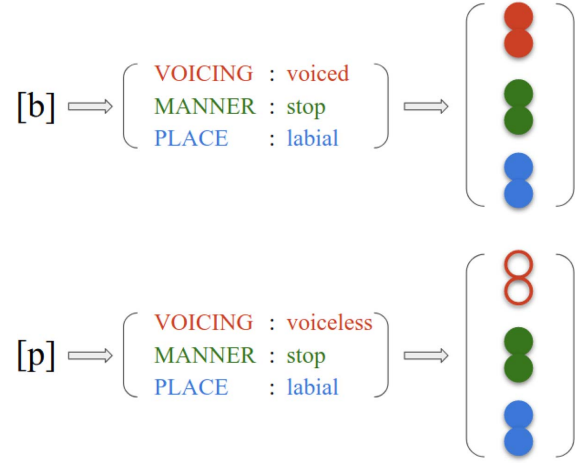 [b]
VOICING : voiced
MANNER : stop
PLACE : labial
[p]
VOICING : voiceless
MANNER : stop
PLACE : labial